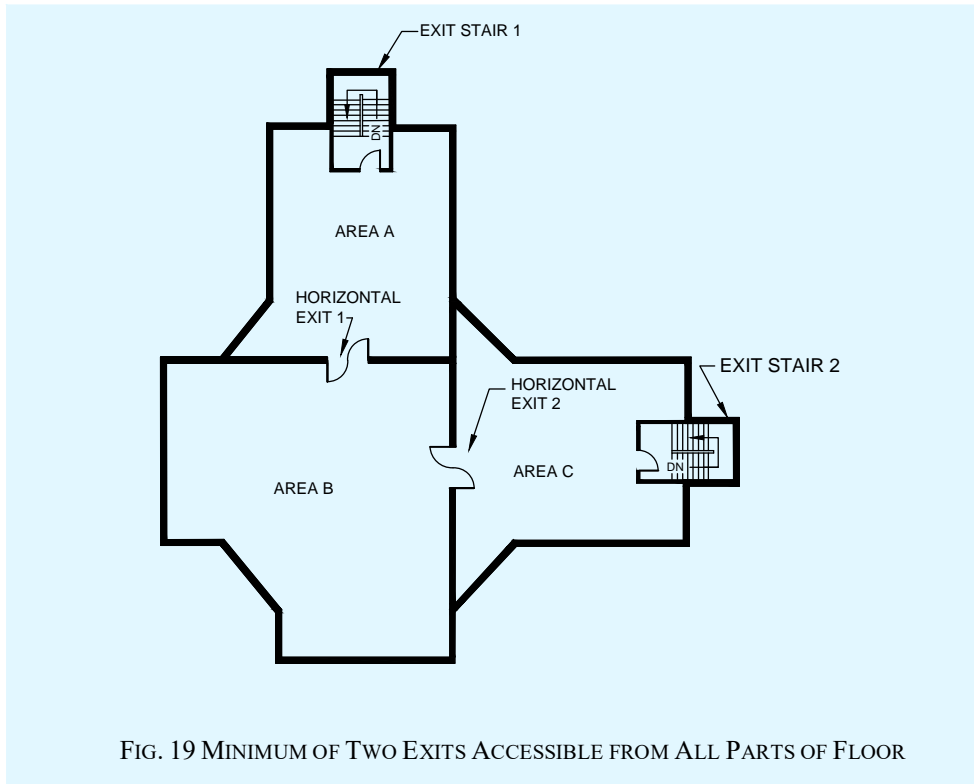 EXIT STAIR 1
DN
AREA A
HORIZONTAL
EXIT 1
EXIT STAIR 2
HORIZONTAL
EXIT 2
AREA C
DN
AREA B
FIG. 19 MINIMUM OF TWO EXITS ACCESSIBLE FROM ALL PARTS OF FLOOR